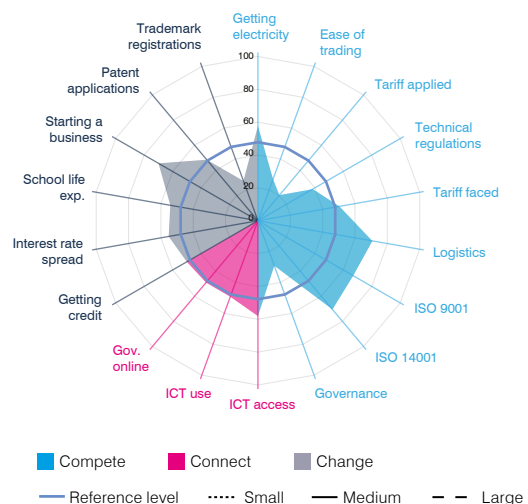 Getting
electricity
Ease of
trading
Tariff applied
Technical
regulations
Tariff faced
Logistics
ISO 9001
ISO 14001
Governance
ICT access
ICT use
Gov.
online
Getting
credit
Interest rate
spread
School life
exp.
Starting a
business
Patent
applications
Trademark
registrations
100
80
60
40
20
0
Compete Connect Change
Reference level Small Medium Large